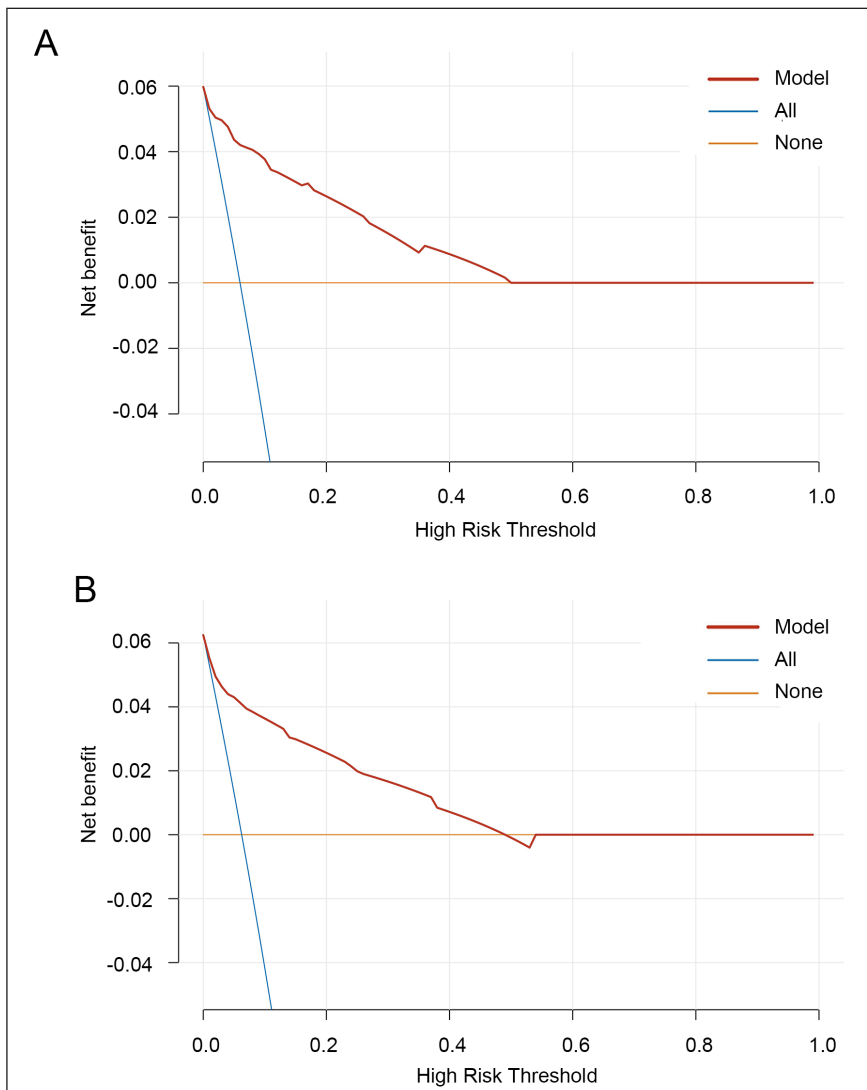 A
Model
All
None
Net benefit
0.06
0.04
0.02
0.00
-0.02
-0.04
0.0 0.2 0.4 0.6 0.8 1.0
High Risk Threshold
B
Model
All
None
Net benefit
0.06
0.04
0.02
0.00
-0.02
-0.04
0.0 0.2 0.4 0.6 0.8 1.0
High Risk Threshold